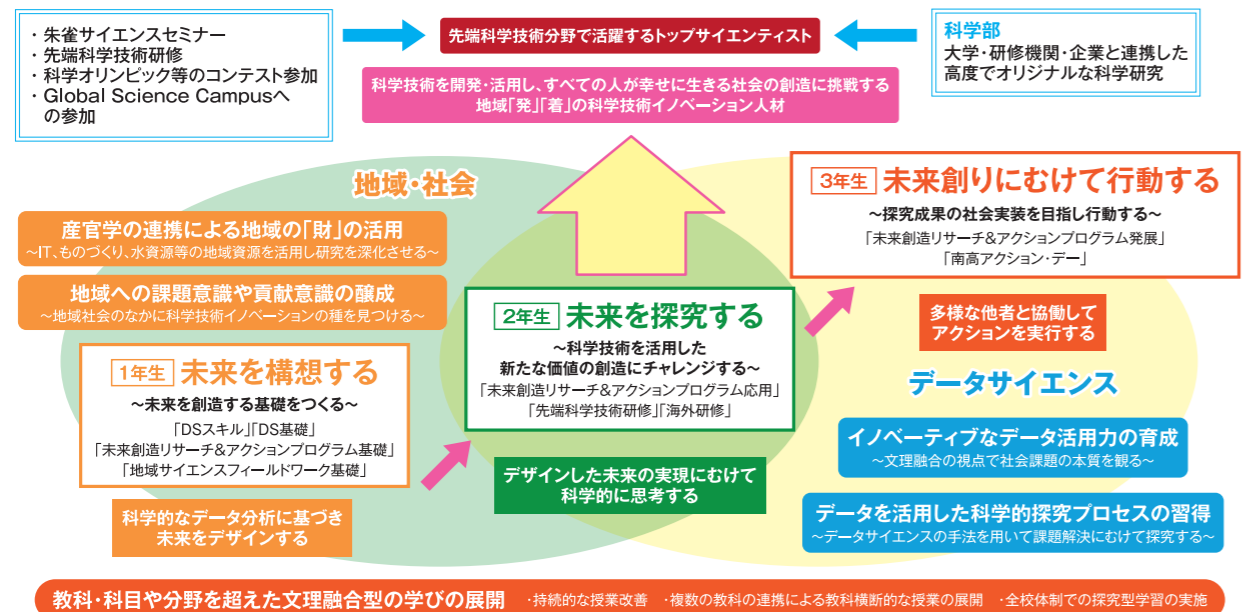 ・朱雀サイエンスセミナー
・先端科学技術研修
・科学オリンピック等のコンテスト参加
・Global Science Campusへ
の参加
先端科学技術分野で活躍するトップサイエンティスト
科学部
大学・研修機関・企業と連携した
高度でオリジナルな科学研究
科学技術を開発・活用し、すべての人が幸せに生きる社会の創造に挑戦する
地域「発」「着」の科学技術イノベーション人材
地域・社会
産官学の連携による地域の「財」の活用
～IT、ものづくり、水資源等の地域資源を活用し研究を深化させる～
地域への課題意識や貢献意識の醸成
～地域社会のなかに科学技術イノベーションの種を見つける～
1年生 未来を構想する
～未来を創造する基礎をつくる～
「DSスキル」「DS基礎」
「未来創造リサーチ&アクションプログラム基礎」
「地域サイエンスフィールドワーク基礎」
科学的なデータ分析に基づき
未来をデザインする
2年生 未来を探究する
～科学技術を活用した
新たな価値の創造にチャレンジする～
「未来創造リサーチ&アクションプログラム応用」
「先端科学技術研修」「海外研修」
デザインした未来の実現にむけて
科学的に思考する
3年生 未来創りにむけて行動する
～探究成果の社会実装を目指し行動する～
「未来創造リサーチ&アクションプログラム発展」
「南高アクション・デー」
多様な他者と協働して
アクションを実行する
データサイエンス
イノベーティブなデータ活用力の育成
～文理融合の視点で社会課題の本質を観る～
データを活用した科学的探究プロセスの習得
～データサイエンスの手法を用いて課題解決にむけて探究する～
教科・科目や分野を超えた文理融合型の学びの展開 ・持続的な授業改善 ・複数の教科の連携による教科横断的な授業の展開 ・全校体制での探究型学習の実施